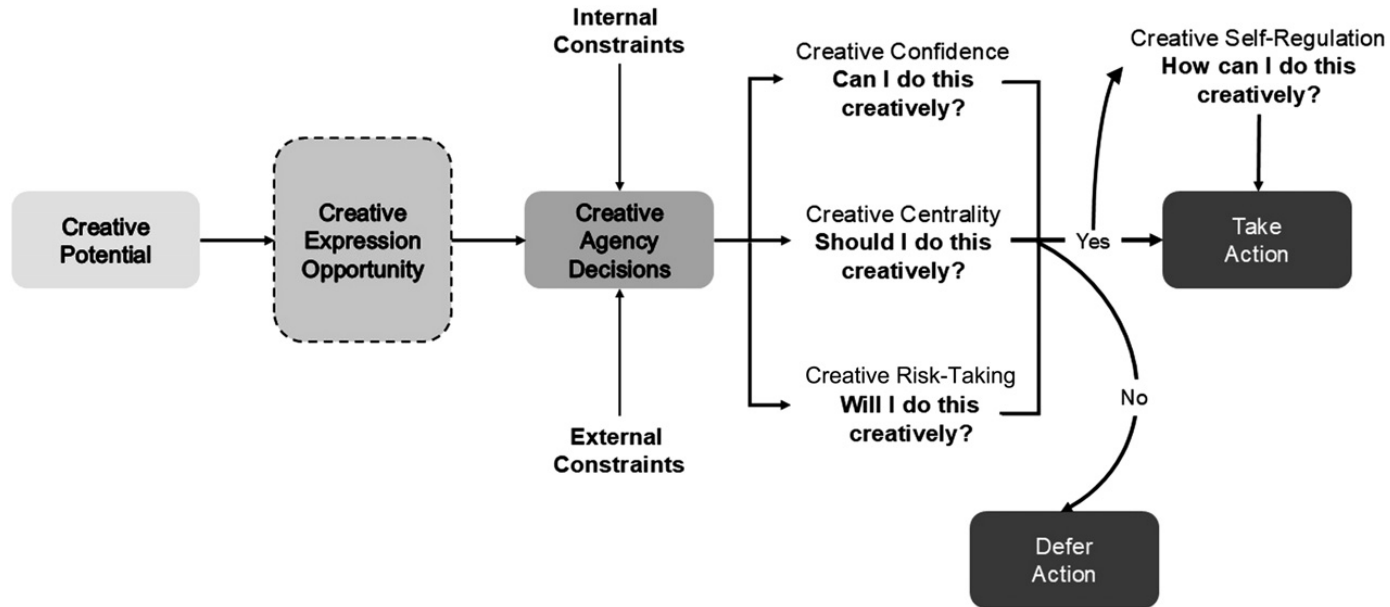 Creative
Potential
Creative
Expression
Opportunity
Internal
Constraints
Creative
Agency
Decisions
External
Constraints
Creative Confidence
Can I do this
creatively?
Creative Centrality
Should I do this
creatively?
Creative Risk-Taking
Will I do this
creatively?
Yes
Creative Self-Regulation
How can I do this
creatively?
Take
Action
No
Defer
Action